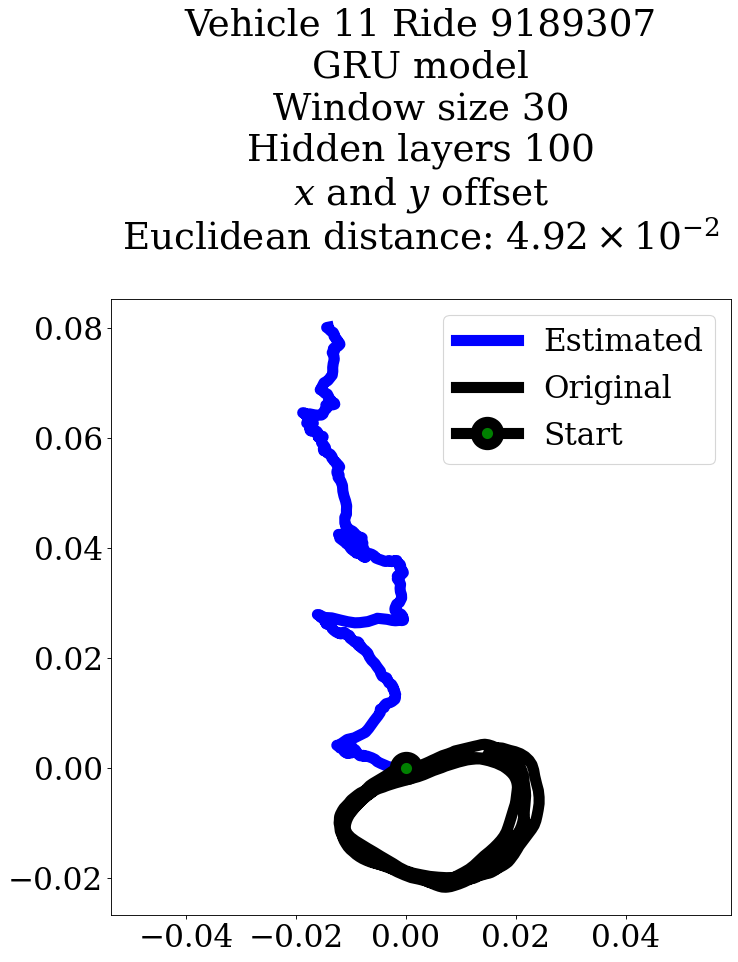 Vehicle 11 Ride 9189307
GRU model
Window size 30
Hidden layers 100
x and y offset
Euclidean distance: 4.92 × 10⁻²
Estimated
Original
Start
0.08
0.06
0.04
0.02
0.00
−0.02
−0.04 −0.02 0.00 0.02 0.04